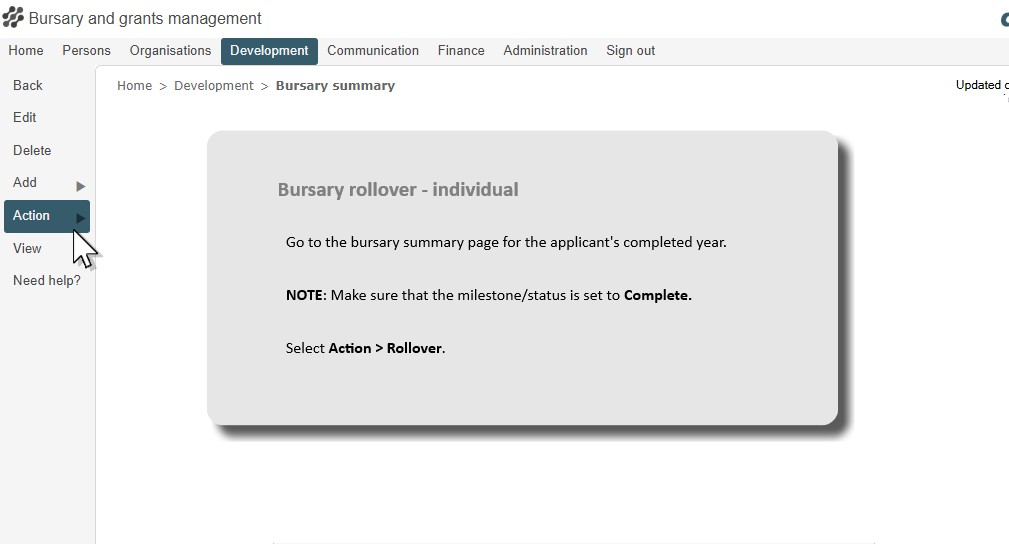 Bursary and grants management
Home Persons Organisations Development Communication Finance Administration Sign out
Back
Edit
Delete
Add
Action
View
Need help?
Home > Development > Bursary summary
Updated
Bursary rollover - individual
Go to the bursary summary page for the applicant's completed year.
NOTE: Make sure that the milestone/status is set to Complete.
Select Action > Rollover.